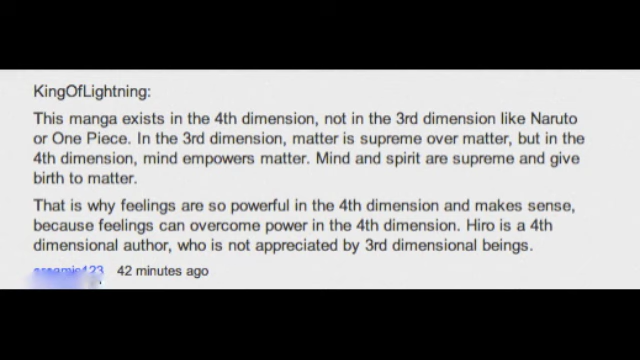 KingOfLightning:
This manga exists in the 4th dimension, not in the 3rd dimension like Naruto
or One Piece. In the 3rd dimension, matter is supreme over matter, but in the
4th dimension, mind empowers matter. Mind and spirit are supreme and give
birth to matter.
That is why feelings are so powerful in the 4th dimension and makes sense,
because feelings can overcome power in the 4th dimension. Hiro is a 4th
dimensional author, who is not appreciated by 3rd dimensional beings.
42 minutes ago